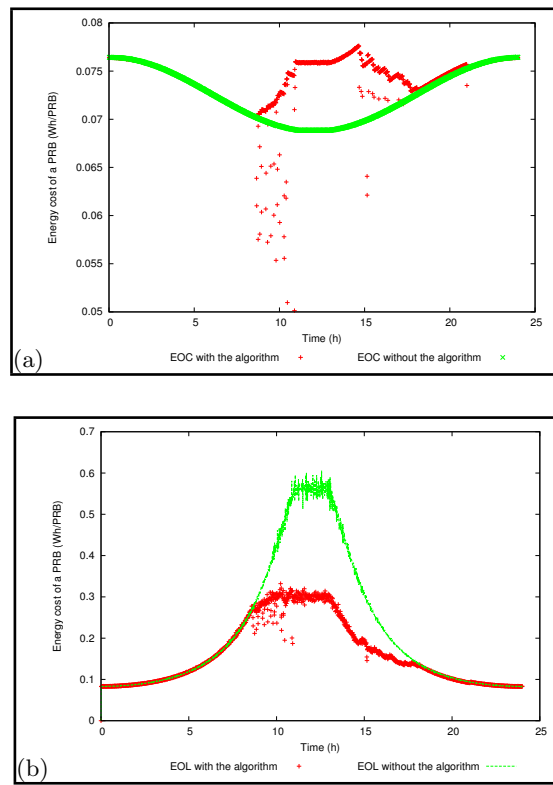 0.08
0.075
0.07
0.065
0.06
0.055
0.05
Energy cost of a PRB (Wh/PRB)
0 5 10 15 20 25
Time (h)
(a)
EOC with the algorithm
EOC without the algorithm
0.7
0.6
0.5
0.4
0.3
0.2
0.1
0
Energy cost of a PRB (Wh/PRB)
0 5 10 15 20 25
Time (h)
(b)
EOL with the algorithm
EOL without the algorithm